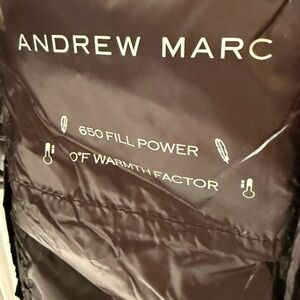 ANDREW MARC
650 FILL POWER
0°F WARMTH FACTOR